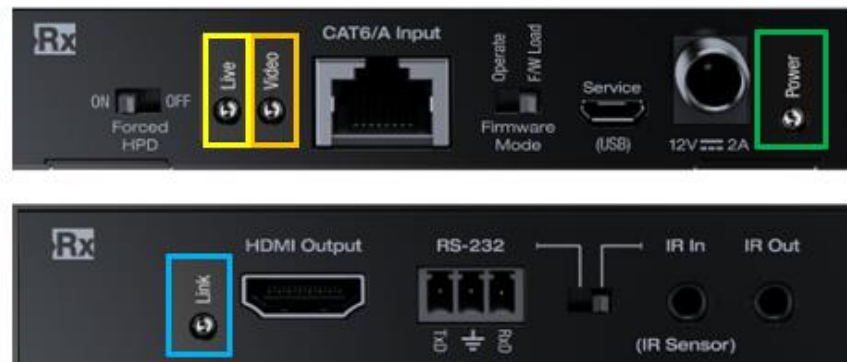 Rx
ON
OFF
Forced
HPD
Live
Video
CAT6/A Input
Operate
F/W Load
Firmware
Mode
Service
(USB)
12V⎓2A
Power
Rx
Link
HDMI Output
RS-232
TxD
RxD
IR In
IR Out
(IR Sensor)